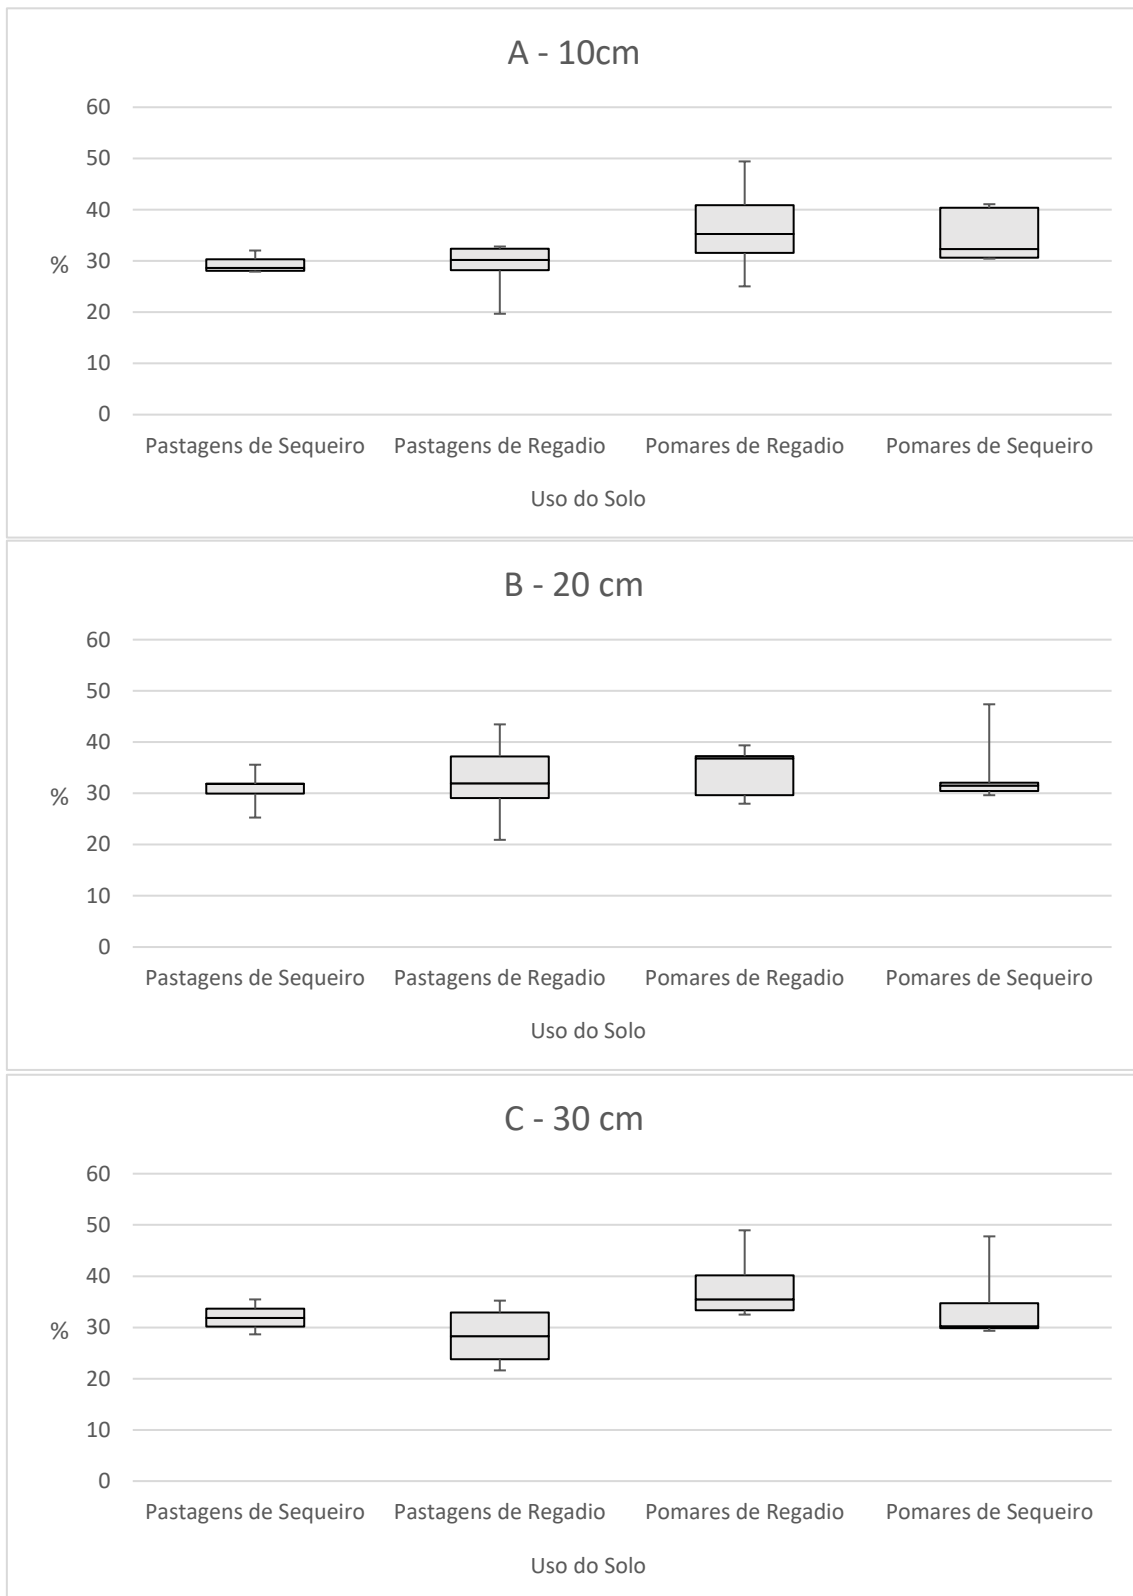 A - 10cm
60
50
40
30
20
10
0
%
Pastagens de Sequeiro Pastagens de Regadio Pomares de Regadio Pomares de Sequeiro
Uso do Solo
B - 20 cm
60
50
40
30
20
10
0
%
Pastagens de Sequeiro Pastagens de Regadio Pomares de Regadio Pomares de Sequeiro
Uso do Solo
C - 30 cm
60
50
40
30
20
10
0
%
Pastagens de Sequeiro Pastagens de Regadio Pomares de Regadio Pomares de Sequeiro
Uso do Solo